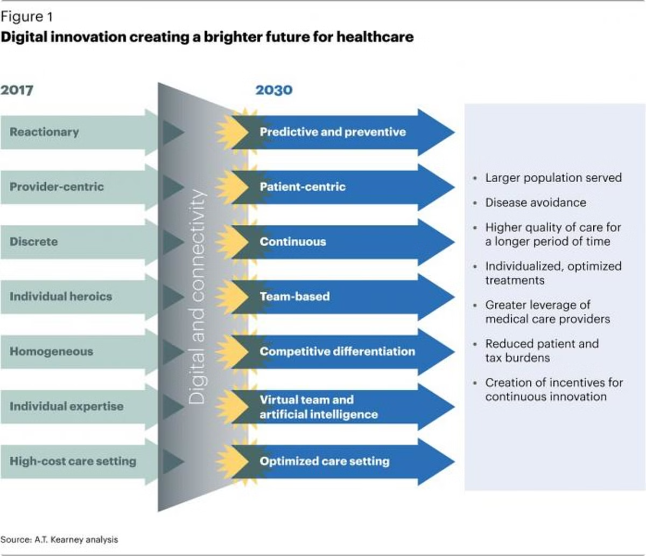 Figure 1
Digital innovation creating a brighter future for healthcare
2017
2030
Reactionary
Predictive and preventive
Provider-centric
Patient-centric
Discrete
Continuous
Individual heroics
Team-based
Homogeneous
Competitive differentiation
Individual expertise
Virtual team and
artificial intelligence
High-cost care setting
Optimized care setting
Digital and connectivity
• Larger population served
• Disease avoidance
• Higher quality of care for
a longer period of time
• Individualized, optimized
treatments
• Greater leverage of
medical care providers
• Reduced patient and
tax burdens
• Creation of incentives for
continuous innovation
Source: A.T. Kearney analysis